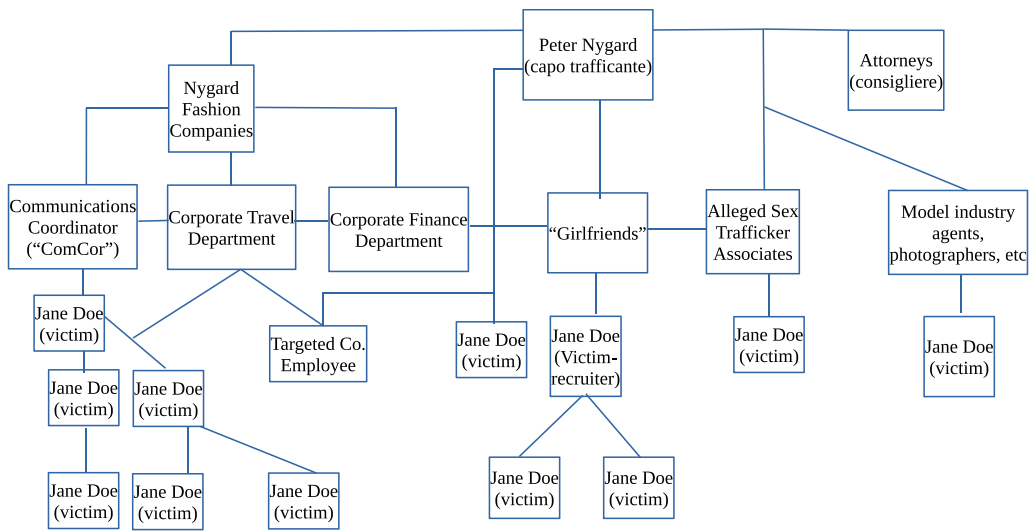 Peter Nygard
(capo trafficante)
Attorneys
(consigliere)
Nygard
Fashion
Companies
Communications
Coordinator
(“ComCor”)
Corporate Travel
Department
Corporate Finance
Department
“Girlfriends”
Alleged Sex
Trafficker
Associates
Model industry
agents,
photographers, etc
Jane Doe
(victim)
Targeted Co.
Employee
Jane Doe
(victim)
Jane Doe
(Victim-
recruiter)
Jane Doe
(victim)
Jane Doe
(victim)
Jane Doe
(victim)
Jane Doe
(victim)
Jane Doe
(victim)
Jane Doe
(victim)
Jane Doe
(victim)
Jane Doe
(victim)
Jane Doe
(victim)